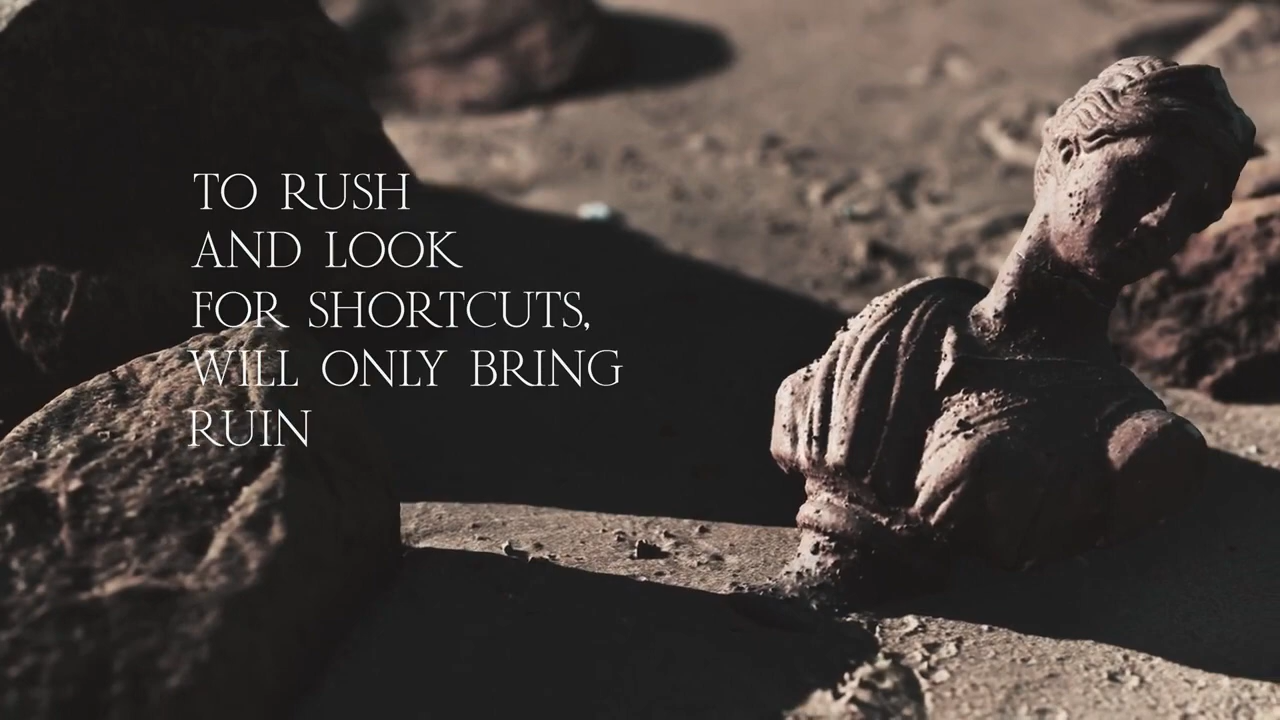 TO RUSH
AND LOOK
FOR SHORTCUTS,
WILL ONLY BRING
RUIN